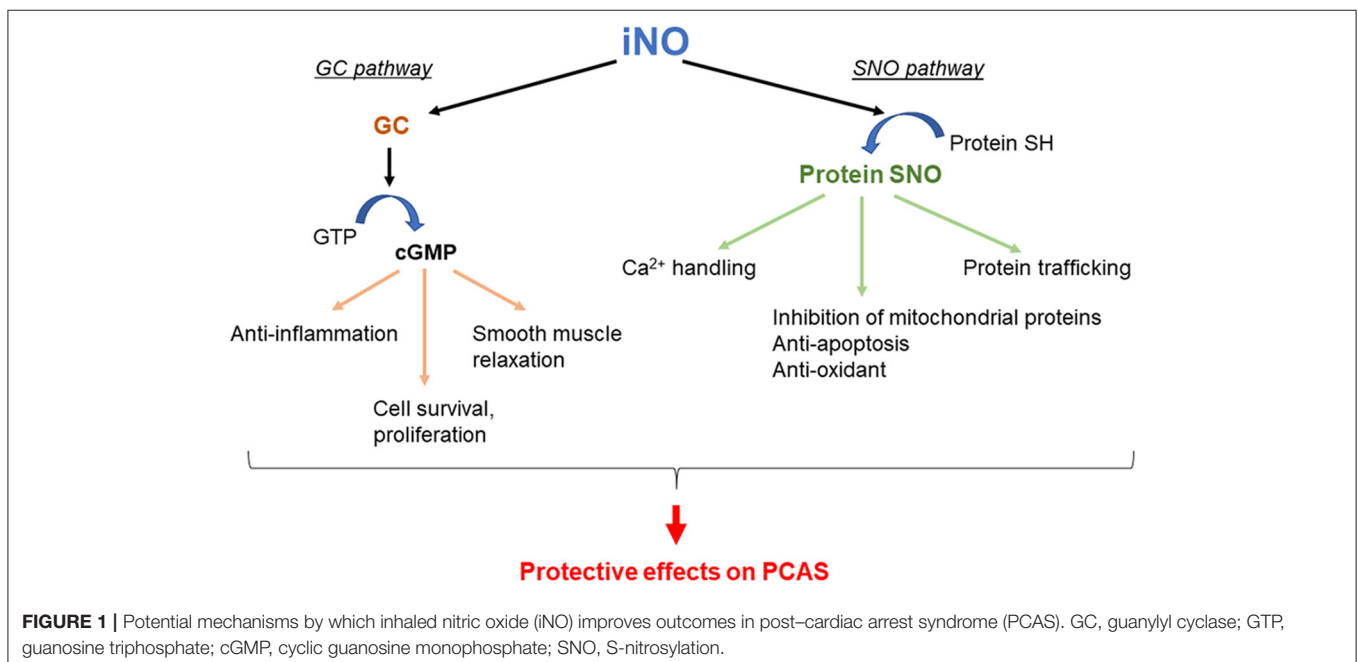 iNO
GC pathway
SNO pathway
GC
Protein SH
Protein SNO
GTP
cGMP
Ca²⁺ handling
Protein trafficking
Anti-inflammation
Smooth muscle
relaxation
Inhibition of mitochondrial proteins
Anti-apoptosis
Anti-oxidant
Cell survival,
proliferation
Protective effects on PCAS
FIGURE 1 | Potential mechanisms by which inhaled nitric oxide (iNO) improves outcomes in post–cardiac arrest syndrome (PCAS). GC, guanylyl cyclase; GTP,
guanosine triphosphate; cGMP, cyclic guanosine monophosphate; SNO, S-nitrosylation.